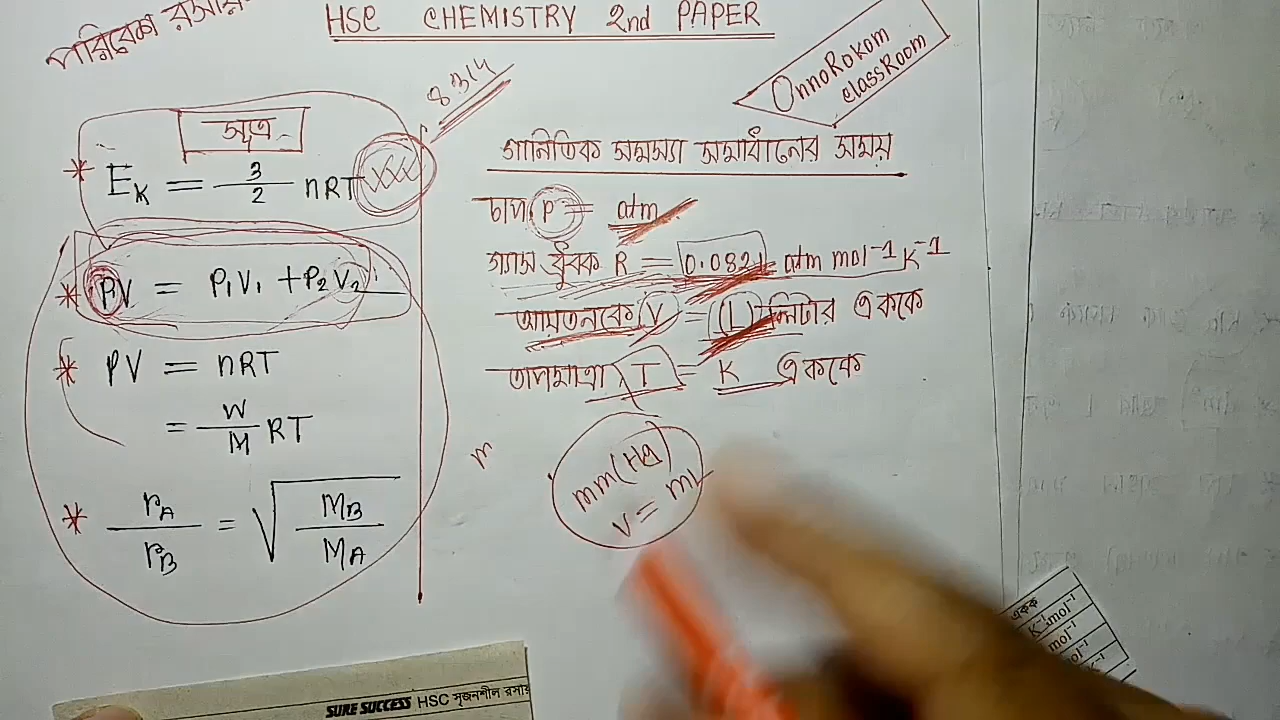 পরিবেশ রসায়
HSC CHEMISTRY 2nd PAPER
OnnoRokom
classRoom
8.314
সূত্র
* EK = 3/2 nRT
* PV = P₁V₁ + P₂V₂
* PV = nRT
= W/M RT
* rA/rB = √MB/MA
গানিতিক সমস্যা সমাধানের সময়
চাপ P = atm
গ্যাস ধ্রুবক R = 0.0821 atm mol⁻¹ K⁻¹
আয়তনকে V = (L) লিটার এককে
তাপমাত্রা T = K এককে
m
mm(Hg)
V = mL
SURE SUCCESS HSC সৃজনশীল রসায়
একক
K⁻¹mol⁻¹
mol⁻¹